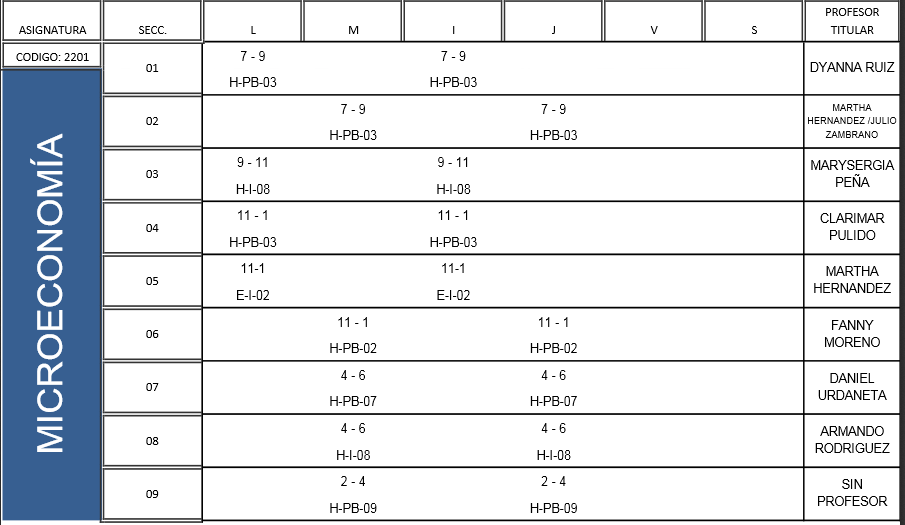 ASIGNATURA SECC. L M I J V S PROFESOR TITULAR
CODIGO: 2201
MICROECONOMÍA
01 7 - 9 7 - 9 DYANNA RUIZ
H-PB-03 H-PB-03
02 7 - 9 7 - 9 MARTHA HERNANDEZ /JULIO ZAMBRANO
H-PB-03 H-PB-03
03 9 - 11 9 - 11 MARYSERGIA PEÑA
H-I-08 H-I-08
04 11 - 1 11 - 1 CLARIMAR PULIDO
H-PB-03 H-PB-03
05 11-1 11-1 MARTHA HERNANDEZ
E-I-02 E-I-02
06 11 - 1 11 - 1 FANNY MORENO
H-PB-02 H-PB-02
07 4 - 6 4 - 6 DANIEL URDANETA
H-PB-07 H-PB-07
08 4 - 6 4 - 6 ARMANDO RODRIGUEZ
H-I-08 H-I-08
09 2 - 4 2 - 4 SIN PROFESOR
H-PB-09 H-PB-09